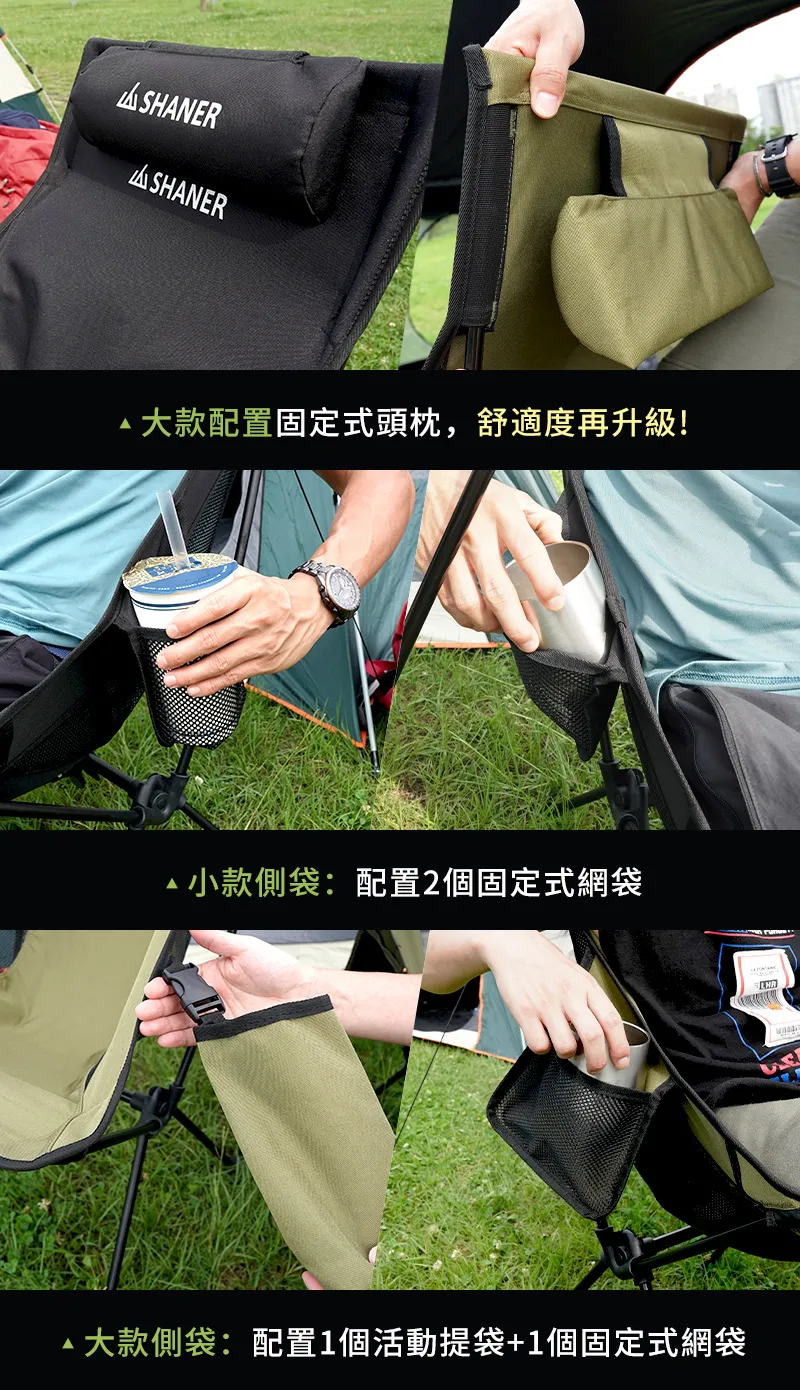 SHANER
SHANER
▲大款配置固定式頭枕，舒適度再升級!
▲小款側袋：配置2個固定式網袋
LA FONTAINE
▲大款側袋：配置1個活動提袋+1個固定式網袋